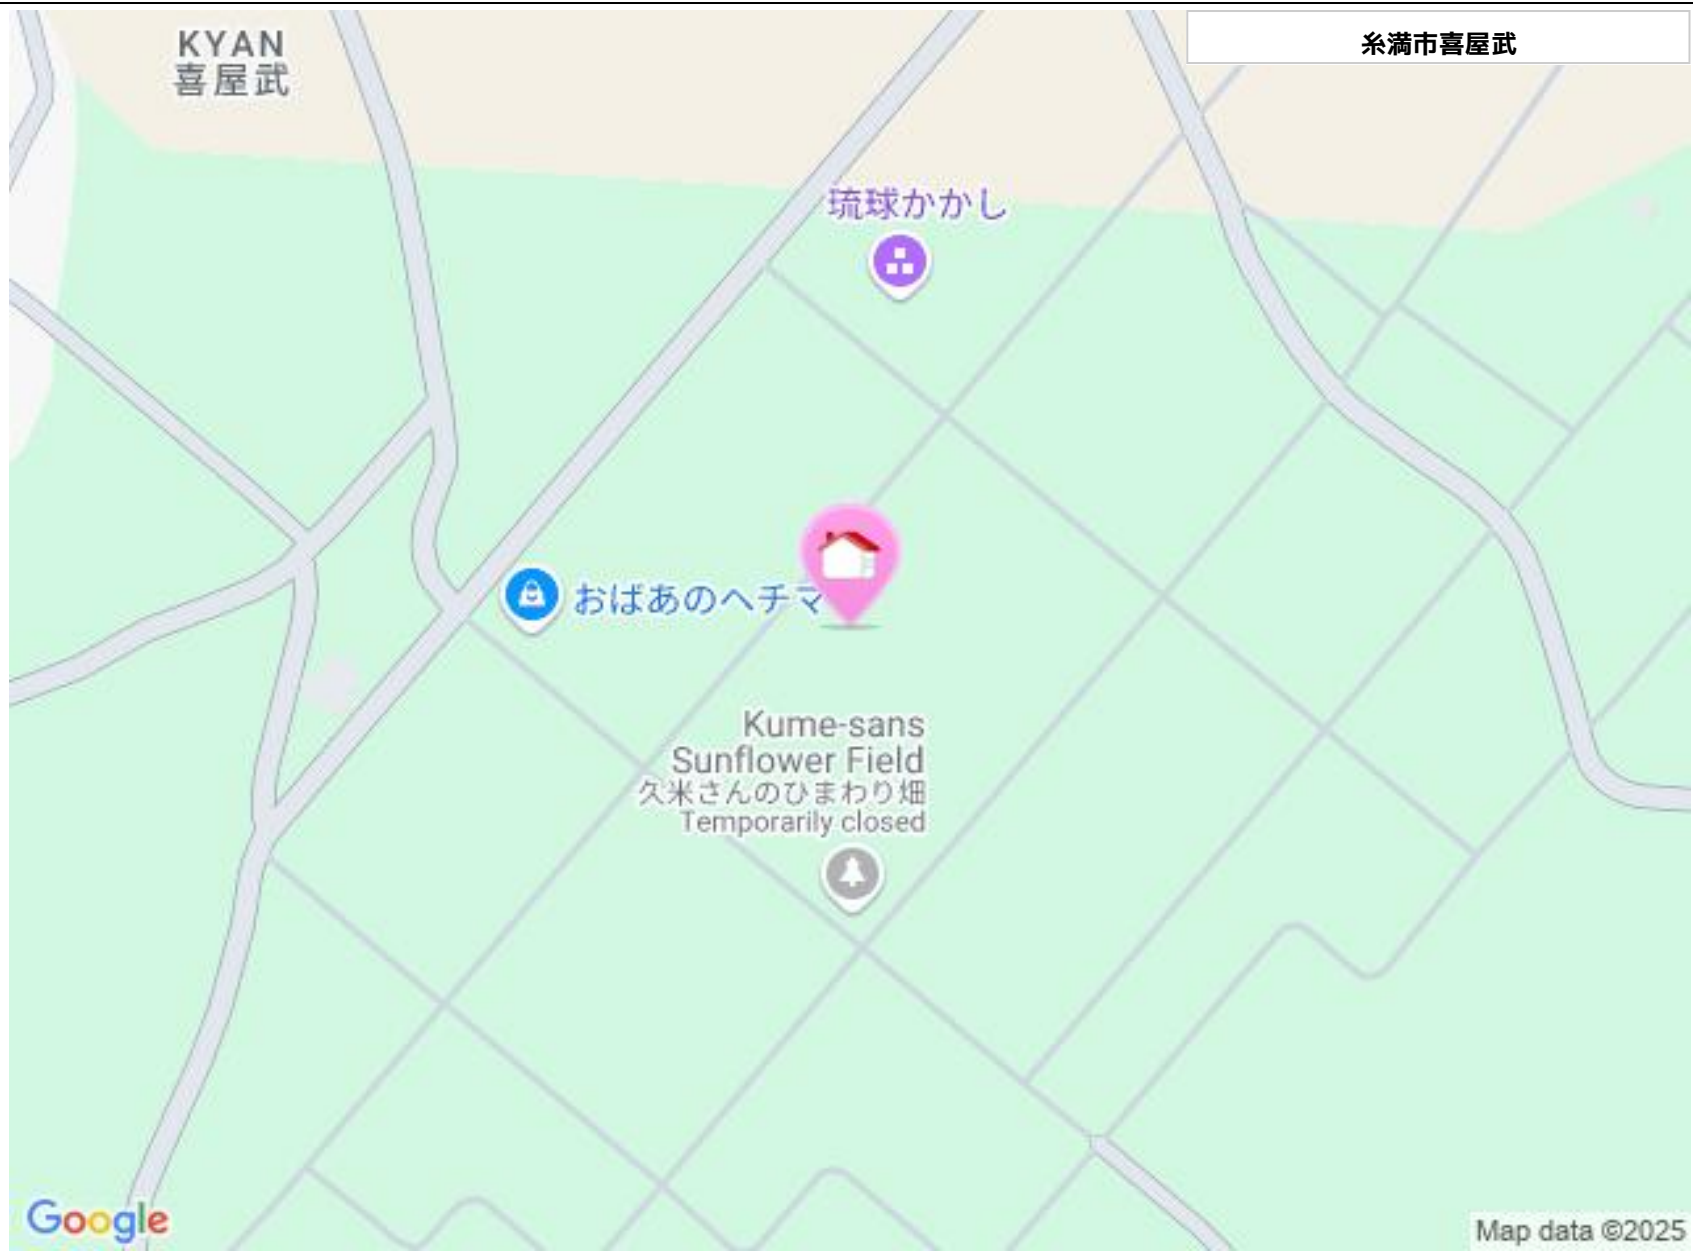 糸満市喜屋武
KYAN
喜屋武
琉球かかし
おばあのヘチマ
Kume-sans
Sunflower Field
久米さんのひまわり畑
Temporarily closed
Google
Map data ©2025